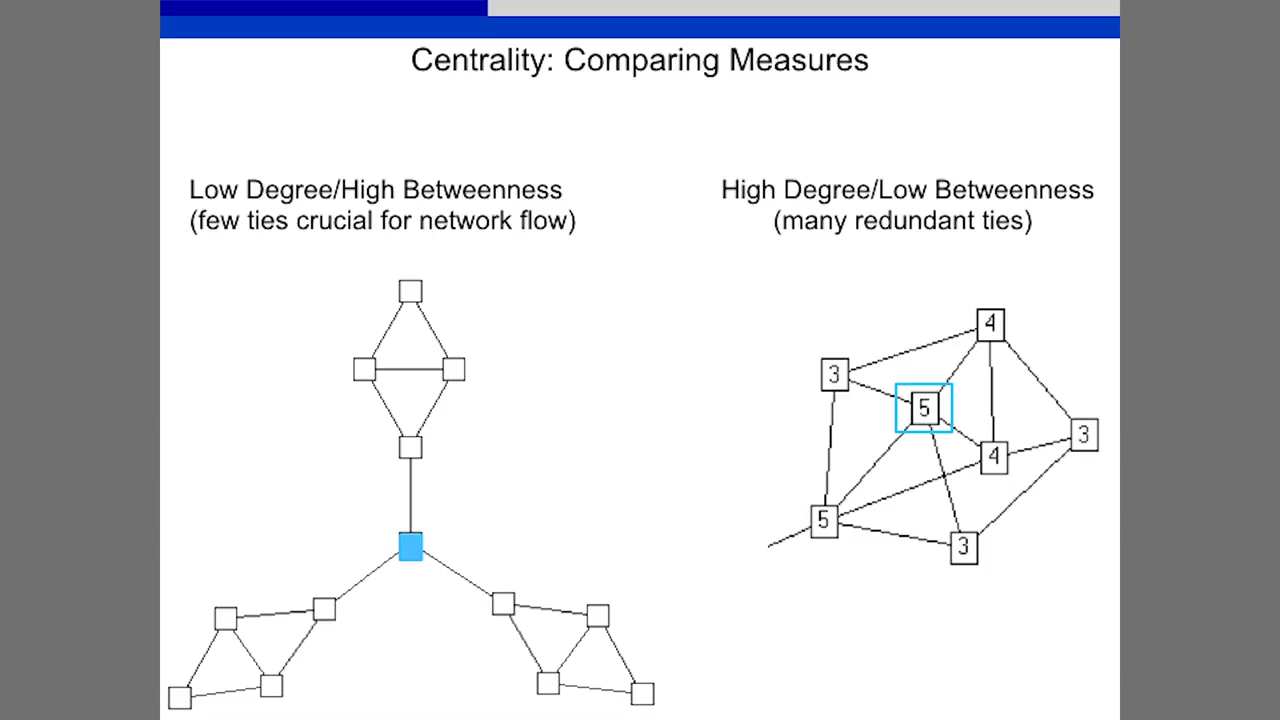 Centrality: Comparing Measures
Low Degree/High Betweenness
(few ties crucial for network flow)
High Degree/Low Betweenness
(many redundant ties)
4
3
5
3
4
5
3